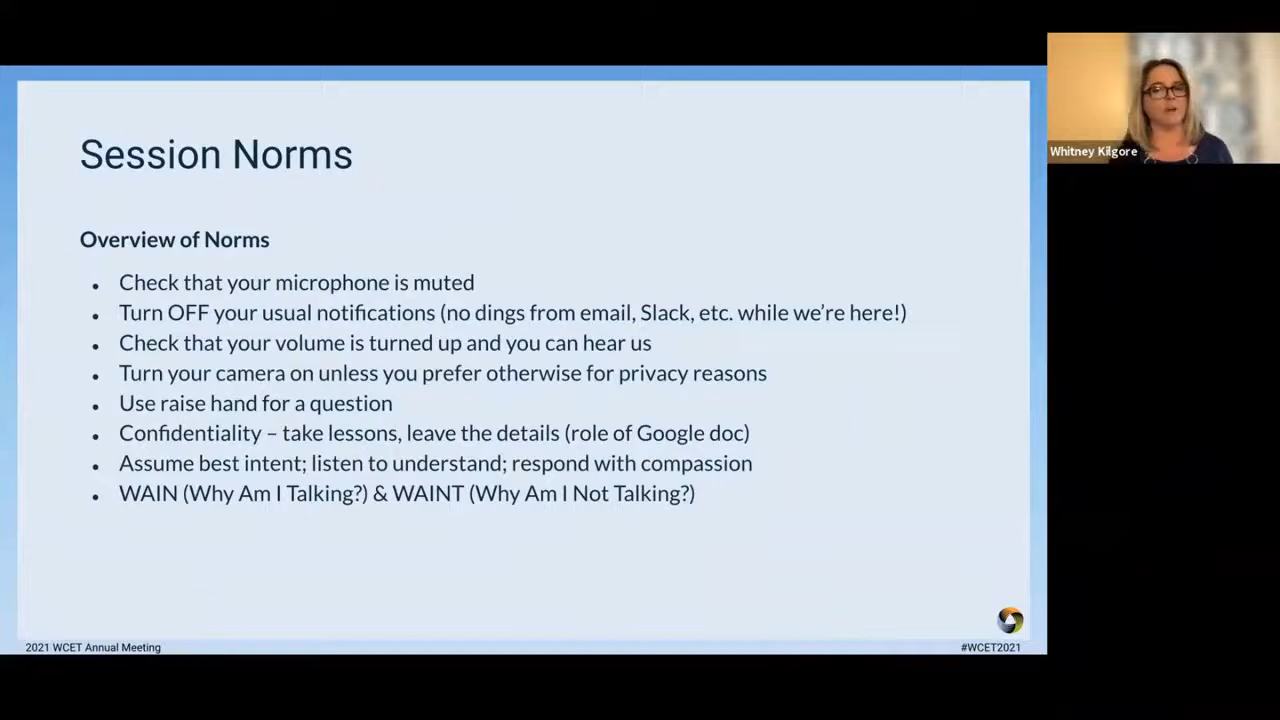 Session Norms
Overview of Norms
• Check that your microphone is muted
• Turn OFF your usual notifications (no dings from email, Slack, etc. while we're here!)
• Check that your volume is turned up and you can hear us
• Turn your camera on unless you prefer otherwise for privacy reasons
• Use raise hand for a question
• Confidentiality – take lessons, leave the details (role of Google doc)
• Assume best intent; listen to understand; respond with compassion
• WAIN (Why Am I Talking?) & WAINT (Why Am I Not Talking?)
2021 WCET Annual Meeting
#WCET2021
Whitney Kilgore